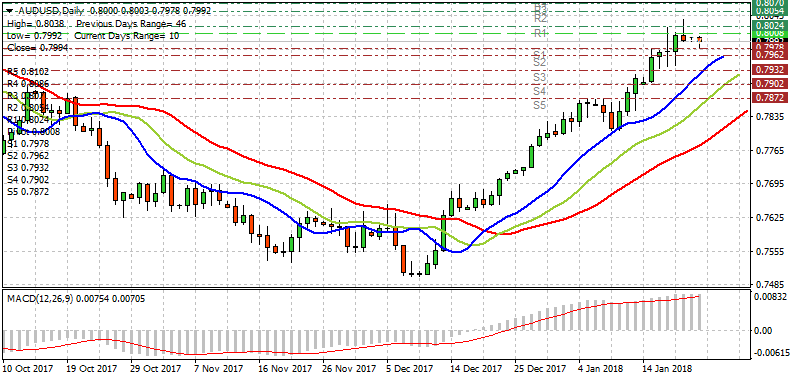 AUDUSD,Daily 0.8000 0.8003 0.7978 0.7992
High= 0.8038 Previous Days Range= 46
Low= 0.7992 Current Days Range= 10
Close= 0.7994
R5 0.8102
R4 0.8086
R3
R2 0.8054
R1 0.8024
0.8008
S1 0.7978
S2 0.7962
S3 0.7932
S4 0.7902
S5 0.7872
R2
R1
S1
S2
S3
S4
S5
0.8070
0.8054
0.8024
0.8008
0.7978
0.7962
0.7932
0.7902
0.7872
0.7835
0.7765
0.7695
0.7625
0.7555
0.7485
MACD(12,26,9) 0.00754 0.00705
0.00832
0.00
-0.00615
10 Oct 2017 19 Oct 2017 29 Oct 2017 7 Nov 2017 16 Nov 2017 26 Nov 2017 5 Dec 2017 14 Dec 2017 25 Dec 2017 4 Jan 2018 14 Jan 2018